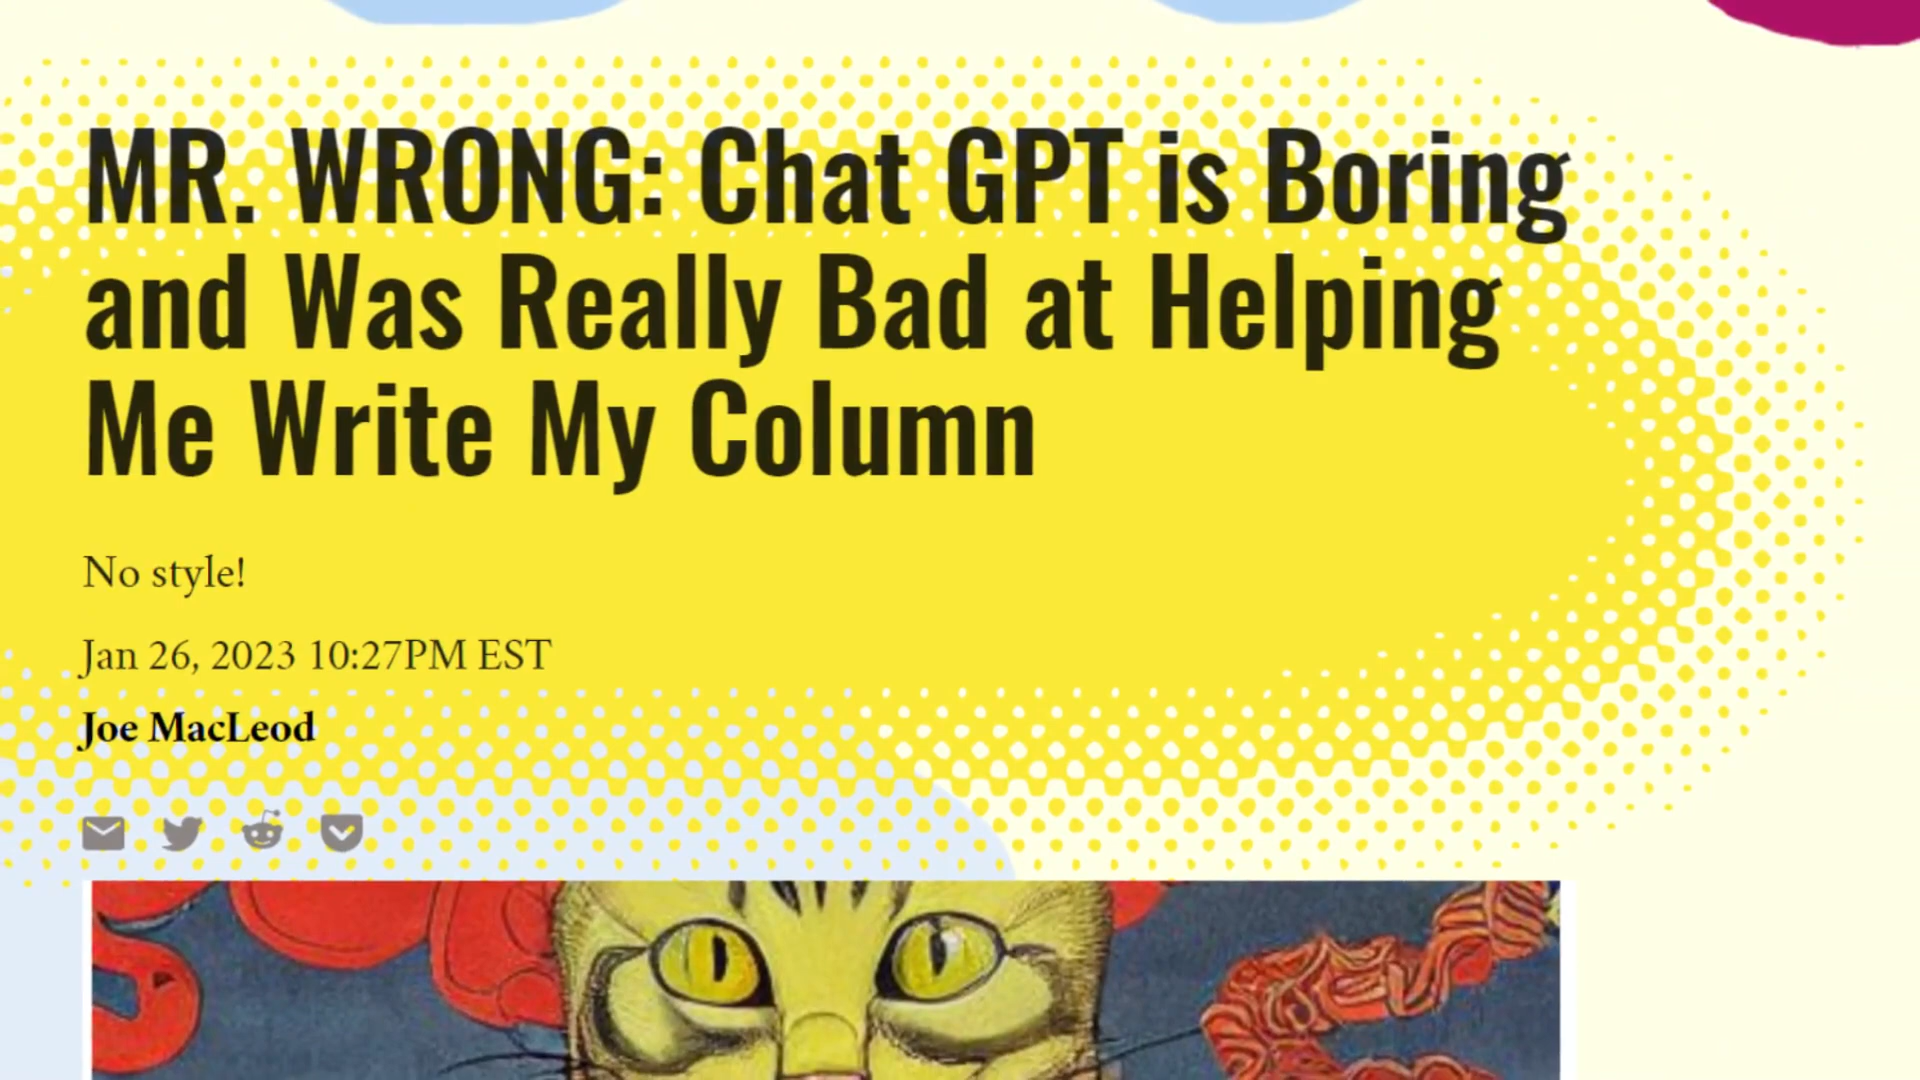 MR. WRONG: Chat GPT is Boring
and Was Really Bad at Helping
Me Write My Column
No style!
Jan 26, 2023 10:27PM EST
Joe MacLeod